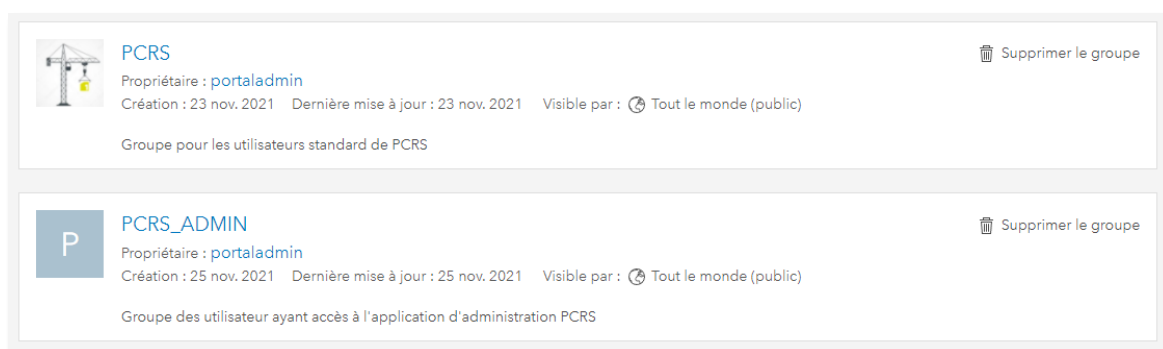 PCRS
Supprimer le groupe
Propriétaire : portaladmin
Création : 23 nov. 2021 Dernière mise à jour : 23 nov. 2021 Visible par : Tout le monde (public)
Groupe pour les utilisateurs standard de PCRS
P
PCRS_ADMIN
Supprimer le groupe
Propriétaire : portaladmin
Création : 25 nov. 2021 Dernière mise à jour : 25 nov. 2021 Visible par : Tout le monde (public)
Groupe des utilisateur ayant accès à l'application d'administration PCRS